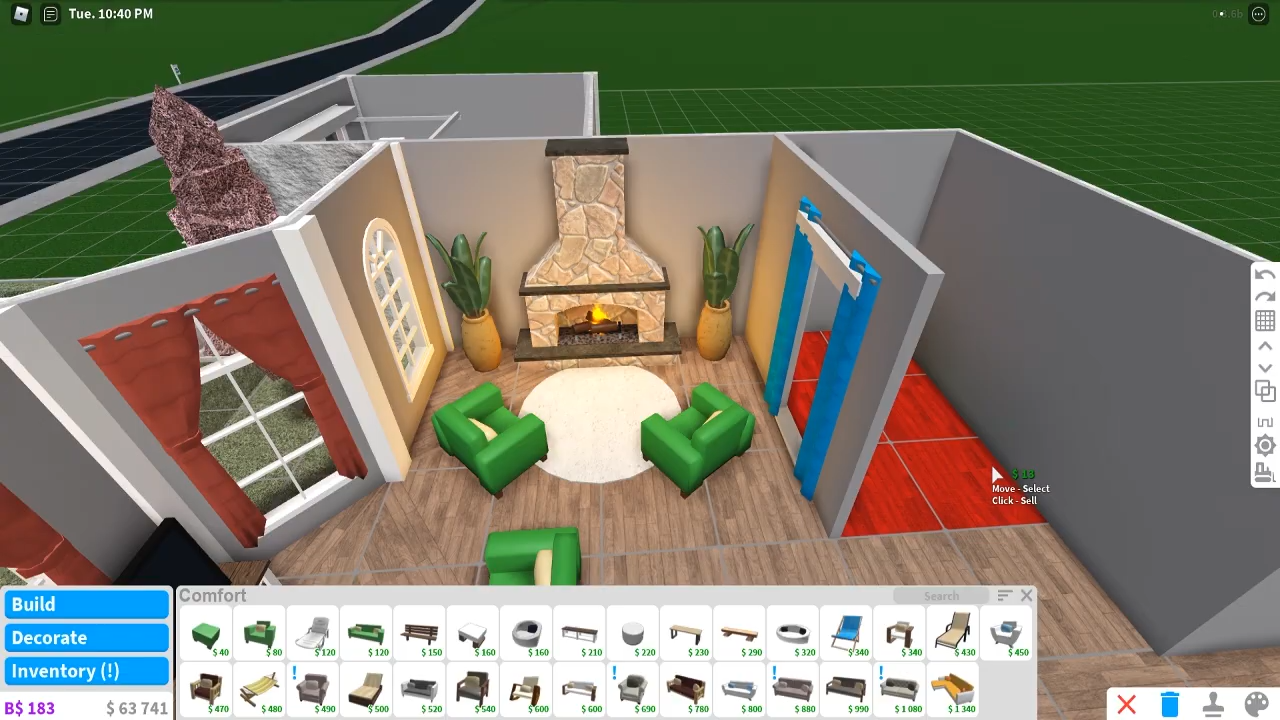 Tue. 10:40 PM
$ 18
Move - Select
Click - Sell
Build
Decorate
Inventory (!)
B$ 183
$ 63 741
Comfort
Search
$ 40
$ 80
$ 120
$ 120
$ 150
$ 160
$ 160
$ 210
$ 220
$ 230
$ 290
$ 320
$ 340
$ 340
$ 430
$ 450
$ 470
$ 480
$ 490
$ 500
$ 520
$ 540
$ 600
$ 600
$ 690
$ 780
$ 800
$ 880
$ 990
$ 1 080
$ 1 340